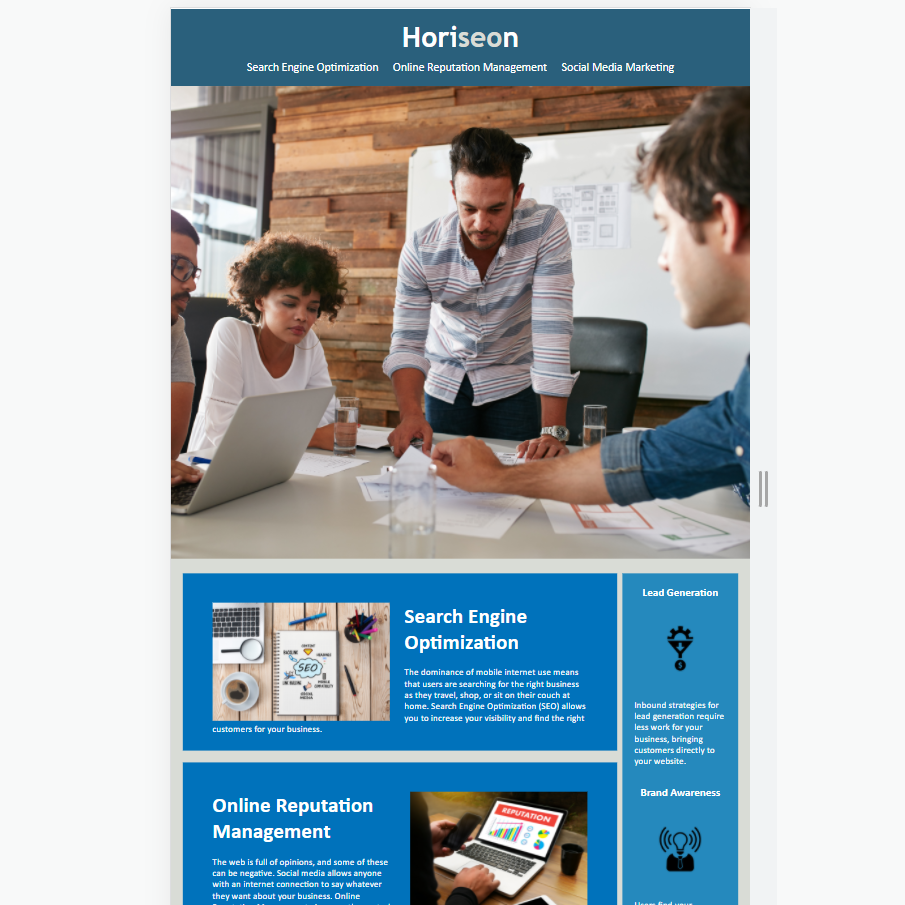 Horiseon
Search Engine Optimization Online Reputation Management Social Media Marketing
SEO
Search Engine
Optimization
The dominance of mobile internet use means
that users are searching for the right business
as they travel, shop, or sit on their couch at
home. Search Engine Optimization (SEO) allows
you to increase your visibility and find the right
customers for your business.
Online Reputation
Management
The web is full of opinions, and some of these
can be negative. Social media allows anyone
with an internet connection to say whatever
they want about your business. Online
REPUTATION
Lead Generation
Inbound strategies for
lead generation require
less work for your
business, bringing
customers directly to
your website.
Brand Awareness
Users find your